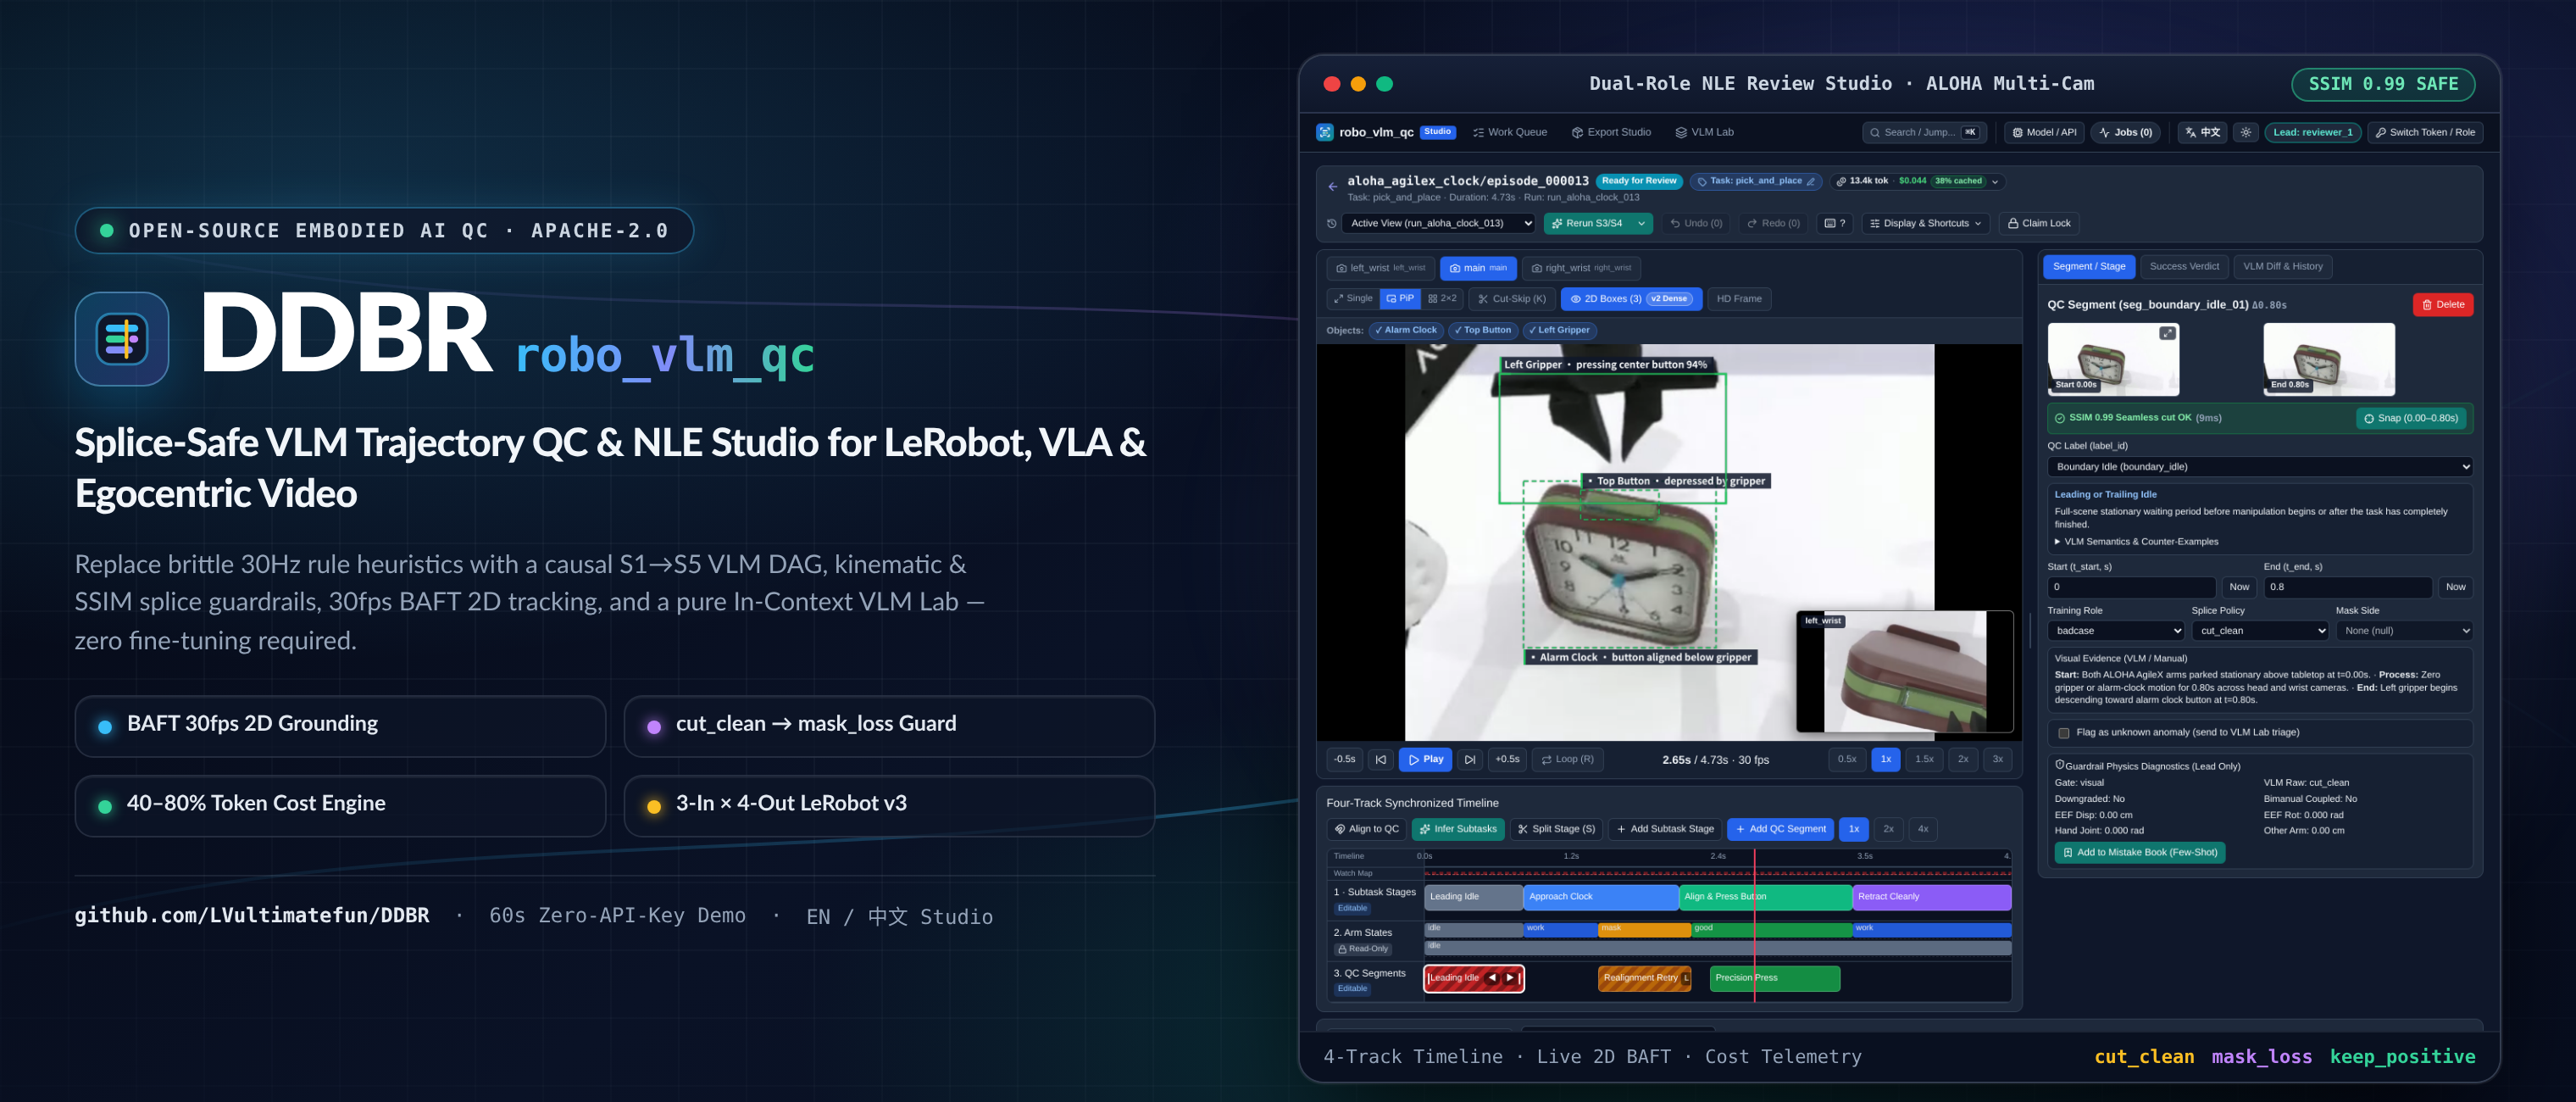 OPEN-SOURCE EMBODIED AI QC · APACHE-2.0
DDBR robo_vlm_qc
Splice-Safe VLM Trajectory QC & NLE Studio for LeRobot, VLA &
Egocentric Video
Replace brittle 30Hz rule heuristics with a causal S1→S5 VLM DAG, kinematic &
SSIM splice guardrails, 30fps BAFT 2D tracking, and a pure In-Context VLM Lab —
zero fine-tuning required.
BAFT 30fps 2D Grounding
cut_clean → mask_loss Guard
40–80% Token Cost Engine
3-In × 4-Out LeRobot v3
github.com/LVultimatefun/DDBR · 60s Zero-API-Key Demo · EN / 中文 Studio
Dual-Role NLE Review Studio · ALOHA Multi-Cam
SSIM 0.99 SAFE
robo_vlm_qc Studio Work Queue Export Studio VLM Lab
Search / Jump... ⌘K Model / API Jobs (0) 中文 Lead: reviewer_1 Switch Token / Role
aloha_agilex_clock/episode_000013 Ready for Review Task: pick_and_place 13.4k tok · $0.044 38% cached
Task: pick_and_place · Duration: 4.73s · Run: run_aloha_clock_013
Active View (run_aloha_clock_013) Rerun S3/S4 Undo (0) Redo (0) ? Display & Shortcuts Claim Lock
left_wrist left_wrist main main right_wrist right_wrist
Single PiP 2×2 Cut-Skip (K) 2D Boxes (3) v2 Dense HD Frame
Objects: ✓ Alarm Clock ✓ Top Button ✓ Left Gripper
Left Gripper • pressing center button 94%
• Top Button • depressed by gripper
12
11
10
9
8
7
6
5
4
3
2
1
• Alarm Clock • button aligned below gripper
left_wrist
-0.5s Play +0.5s Loop (R) 2.65s / 4.73s · 30 fps 0.5x 1x 1.5x 2x 3x
Four-Track Synchronized Timeline
Align to QC Infer Subtasks Split Stage (S) + Add Subtask Stage + Add QC Segment 1x 2x 4x
Timeline 0.0s 1.2s 2.4s 3.5s 4.
Watch Map
1 · Subtask Stages Leading Idle Approach Clock Align & Press Button Retract Cleanly
Editable
2. Arm States idle work mask good work
Read-Only idle
3. QC Segments Leading Idle Realignment Retry L Precision Press
Editable
Segment / Stage Success Verdict VLM Diff & History
QC Segment (seg_boundary_idle_01) Δ0.80s Delete
Start 0.00s End 0.80s
SSIM 0.99 Seamless cut OK (9ms) Snap (0.00–0.80s)
QC Label (label_id)
Boundary Idle (boundary_idle)
Leading or Trailing Idle
Full-scene stationary waiting period before manipulation begins or after the task has completely
finished.
▶ VLM Semantics & Counter-Examples
Start (t_start, s) End (t_end, s)
0 Now 0.8 Now
Training Role Splice Policy Mask Side
badcase cut_clean None (null)
Visual Evidence (VLM / Manual)
Start: Both ALOHA AgileX arms parked stationary above tabletop at t=0.00s. · Process: Zero
gripper or alarm-clock motion for 0.80s across head and wrist cameras. · End: Left gripper begins
descending toward alarm clock button at t=0.80s.
Flag as unknown anomaly (send to VLM Lab triage)
Guardrail Physics Diagnostics (Lead Only)
Gate: visual VLM Raw: cut_clean
Downgraded: No Bimanual Coupled: No
EEF Disp: 0.00 cm EEF Rot: 0.000 rad
Hand Joint: 0.000 rad Other Arm: 0.00 cm
Add to Mistake Book (Few-Shot)
4-Track Timeline · Live 2D BAFT · Cost Telemetry
cut_clean mask_loss keep_positive